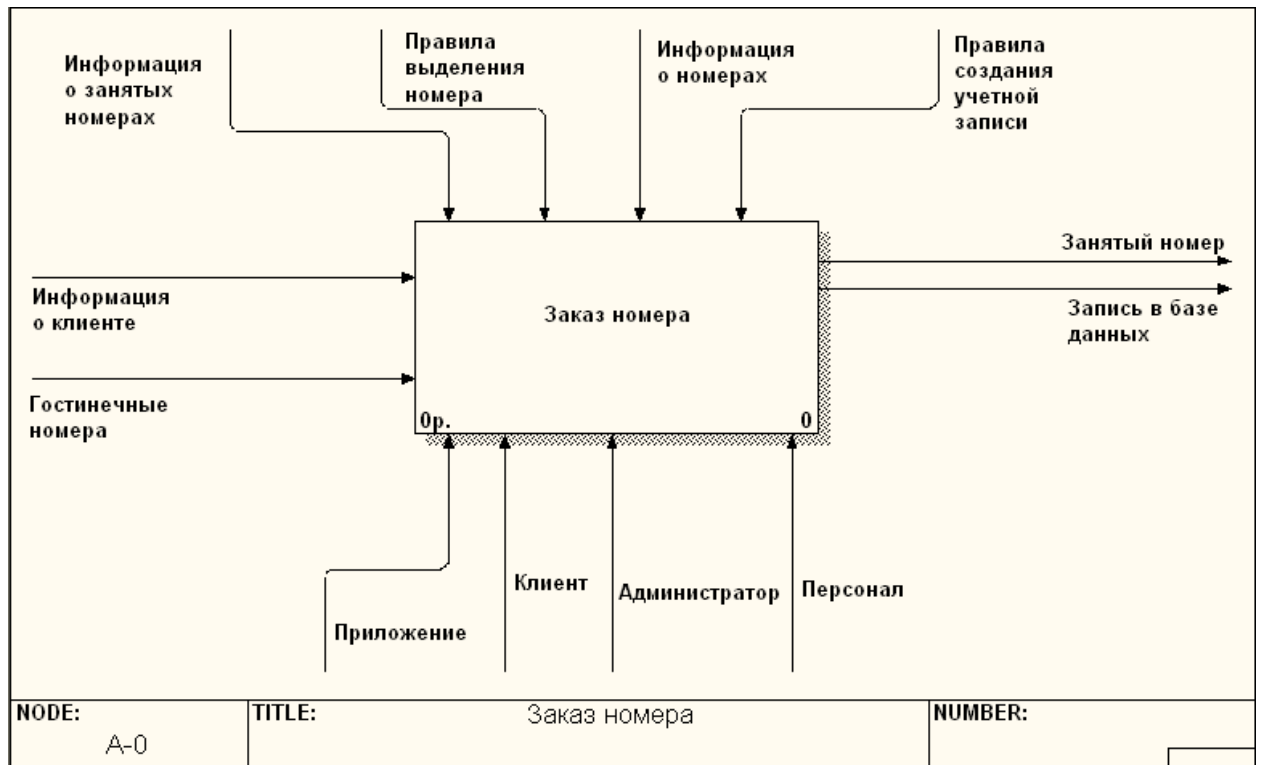 Информация
о занятых
номерах
Правила
выделения
номера
Информация
о номерах
Правила
создания
учетной
записи
Занятый номер
Информация
о клиенте
Заказ номера
Запись в базе
данных
Гостинечные
номера
0р.
0
Клиент
Администратор
Персонал
Приложение
NODE:
A-0
TITLE:
Заказ номера
NUMBER: